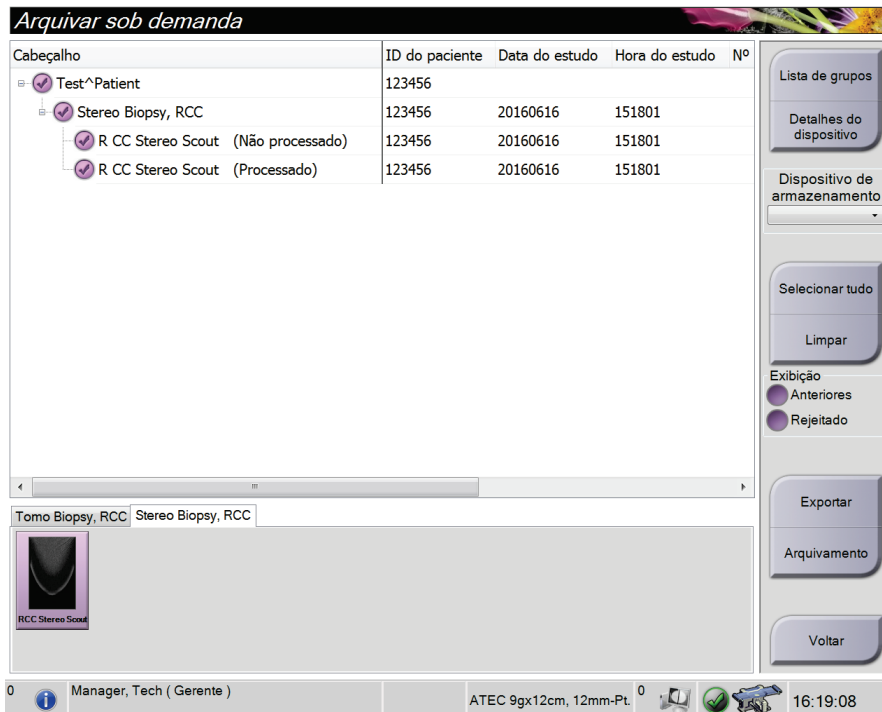 Arquivar sob demanda
Cabeçalho ID do paciente Data do estudo Hora do estudo Nº
Test^Patient 123456
Stereo Biopsy, RCC 123456 20160616 151801
R CC Stereo Scout (Não processado) 123456 20160616 151801
R CC Stereo Scout (Processado) 123456 20160616 151801
Lista de grupos
Detalhes do
dispositivo
Dispositivo de
armazenamento
Selecionar tudo
Limpar
Exibição
Anteriores
Rejeitado
Exportar
Arquivamento
Voltar
Tomo Biopsy, RCC Stereo Biopsy, RCC
RCC Stereo Scout
0 Manager, Tech ( Gerente ) ATEC 9gx12cm, 12mm-Pt. 0 16:19:08